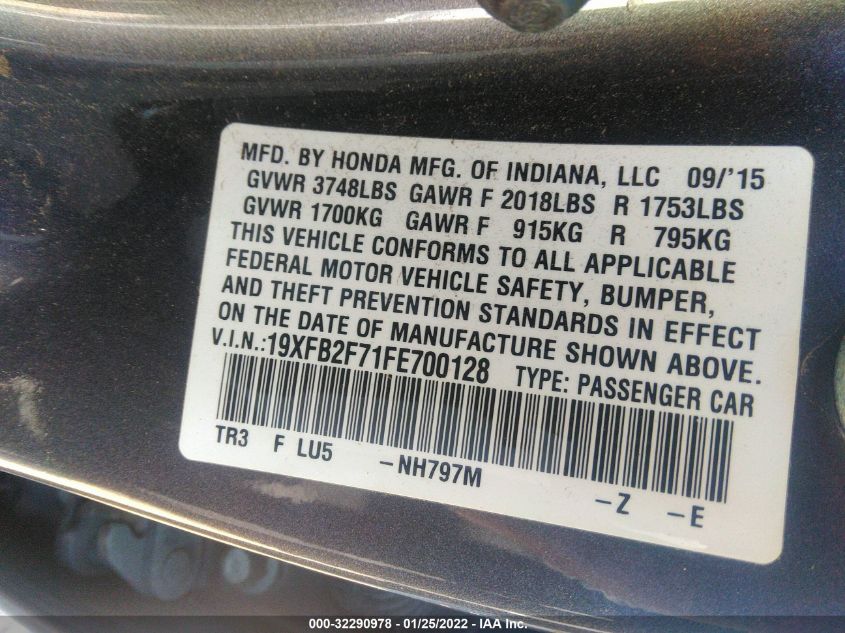 MFD. BY HONDA MFG. OF INDIANA, LLC 09/'15
GVWR 3748LBS GAWR F 2018LBS R 1753LBS
GVWR 1700KG GAWR F 915KG R 795KG
THIS VEHICLE CONFORMS TO ALL APPLICABLE
FEDERAL MOTOR VEHICLE SAFETY, BUMPER,
AND THEFT PREVENTION STANDARDS IN EFFECT
ON THE DATE OF MANUFACTURE SHOWN ABOVE.
V.I.N.:19XFB2F71FE700128 TYPE: PASSENGER CAR
TR3 F LU5 -NH797M -Z -E
000-32290978 - 01/25/2022 - IAA Inc.